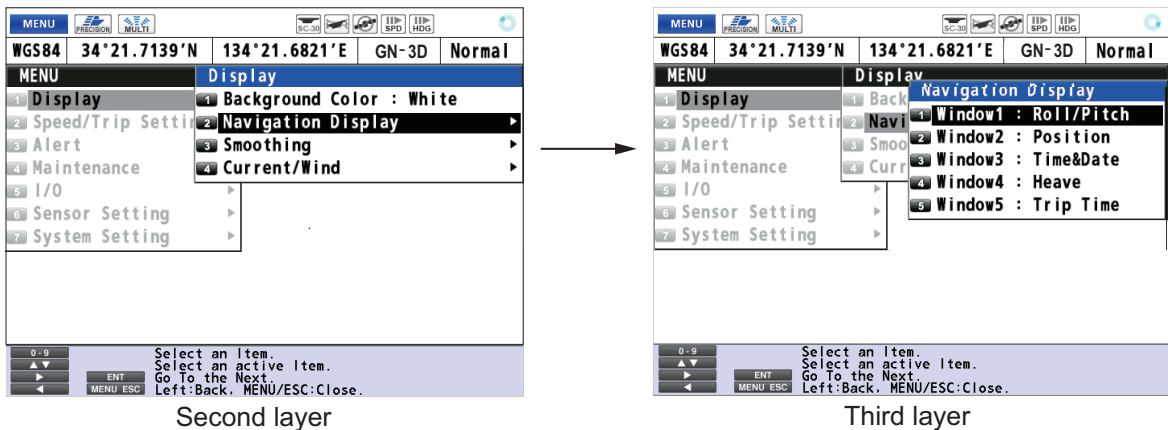 MENU PRECISION MULTI SC-30 SPD HDG
WGS84 34°21.7139'N 134°21.6821'E GN-3D Normal
MENU
1 Display
2 Speed/Trip Settin
3 Alert
4 Maintenance
5 I/O
6 Sensor Setting
7 System Setting
Display
1 Background Color : White
2 Navigation Display
3 Smoothing
4 Current/Wind
0-9 Select an Item.
▲ ▼ Select an active Item.
▶ ENT Go To the Next.
◀ MENU ESC Left:Back, MENU/ESC:Close.
Second layer
MENU PRECISION MULTI SC-30 SPD HDG
WGS84 34°21.7139'N 134°21.6821'E GN-3D Normal
MENU
1 Display
2 Speed/Trip Settin
3 Alert
4 Maintenance
5 I/O
6 Sensor Setting
7 System Setting
Display
1 Back
2 Navi
3 Smoo
4 Curr
Navigation Display
1 Window1 : Roll/Pitch
2 Window2 : Position
3 Window3 : Time&Date
4 Window4 : Heave
5 Window5 : Trip Time
0-9 Select an Item.
▲ ▼ Select an active Item.
▶ ENT Go To the Next.
◀ MENU ESC Left:Back, MENU/ESC:Close.
Third layer